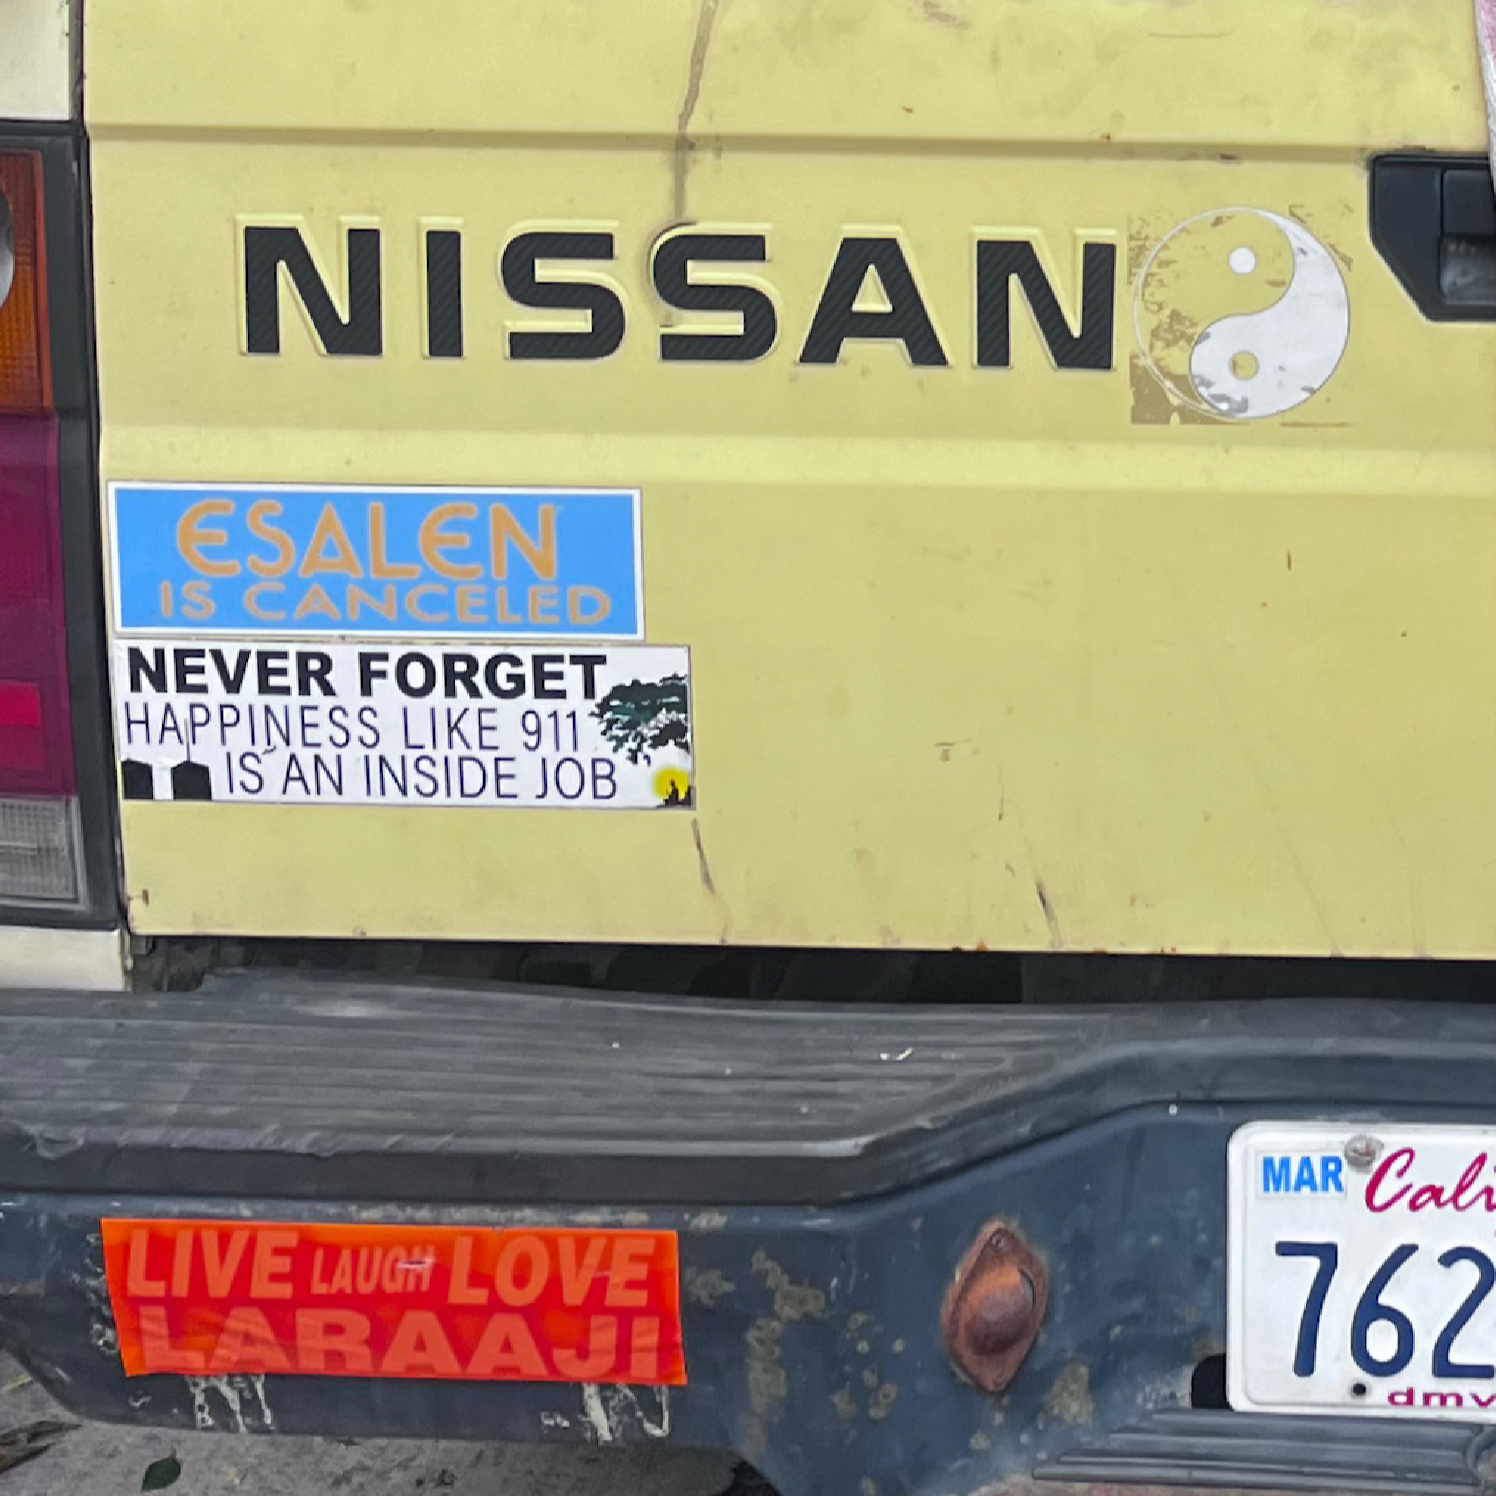 NISSAN
ESALEN
IS CANCELED
NEVER FORGET
HAPPINESS LIKE 911
IS AN INSIDE JOB
LIVE LAUGH LOVE
LARAAJI
MAR Cali
762
dmv